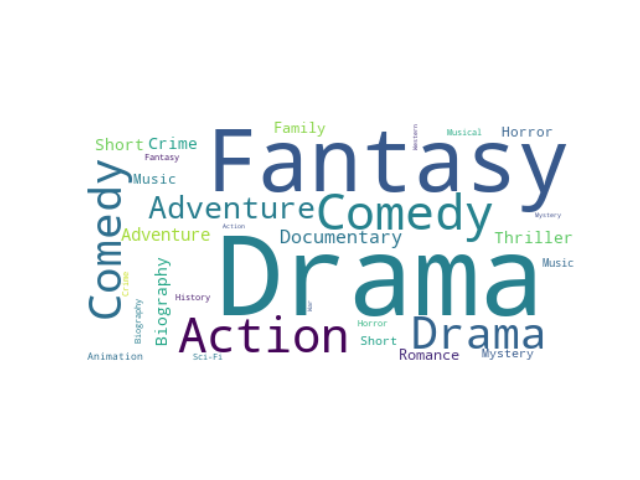 Family
Western
Musical
Horror
Short
Crime
Fantasy
Fantasy
Music
Comedy
Adventure
Comedy
Mystery
Action
Adventure
Documentary
Thriller
Drama
Music
Crime
Biography
Biography
History
War
Action
Drama
Horror
Short
Romance
Mystery
Animation
Sci-Fi